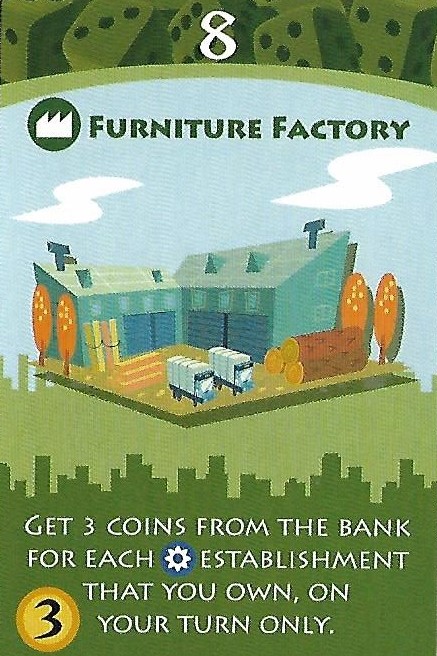 8
FURNITURE FACTORY
GET 3 COINS FROM THE BANK
FOR EACH ESTABLISHMENT
THAT YOU OWN, ON
3
YOUR TURN ONLY.